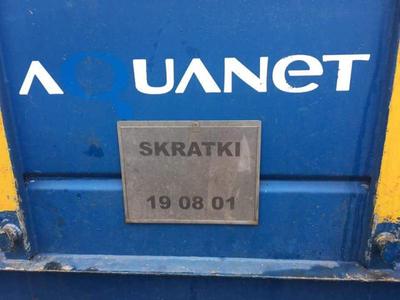 AQUANET
SKRATKI
19 08 01